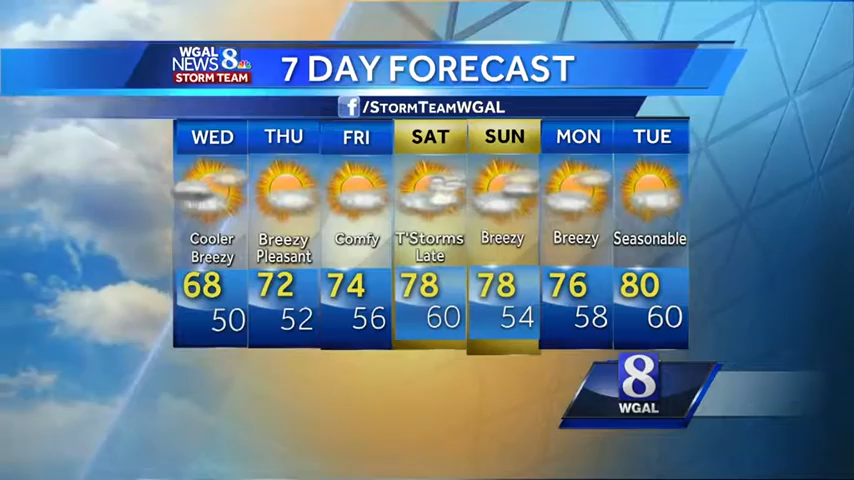 WGAL
NEWS 8
STORM TEAM
7 DAY FORECAST
f/STORMTEAMWGAL
WED THU FRI SAT SUN MON TUE
Cooler Breezy Comfy T'Storms Breezy Breezy Seasonable
Breezy Pleasant Late
68 72 74 78 78 76 80
50 52 56 60 54 58 60
8
WGAL